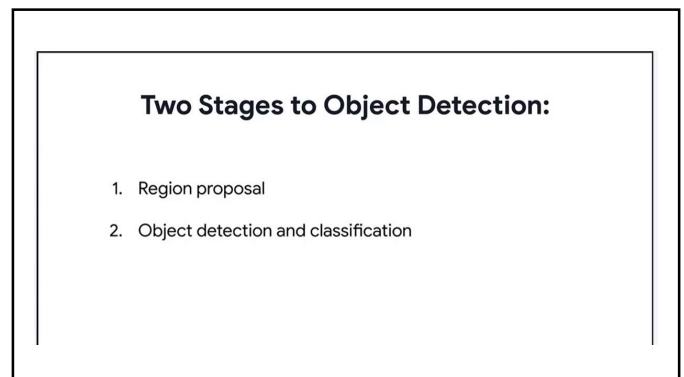 Two Stages to Object Detection:
1. Region proposal
2. Object detection and classification